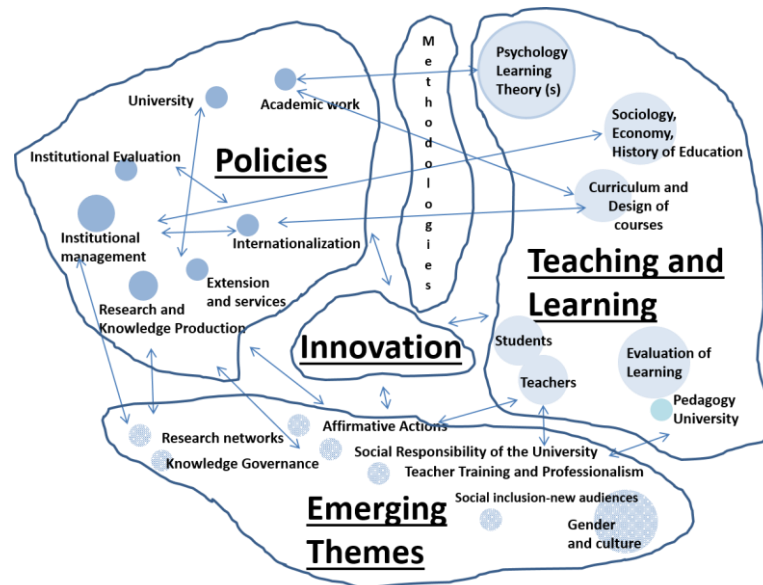 Methodologies
Psychology
Learning
Theory (s)
University
Academic work
Sociology,
Economy,
History of Education
Institutional Evaluation
Policies
Curriculum and
Design of
courses
Institutional
management
Internationalization
Teaching and
Learning
Extension
and services
Research and
Knowledge Production
Innovation
Students
Evaluation of
Learning
Teachers
Pedagogy
University
Affirmative Actions
Research networks
Social Responsibility of the University
Knowledge Governance
Teacher Training and Professionalism
Social inclusion-new audiences
Emerging
Themes
Gender
and culture